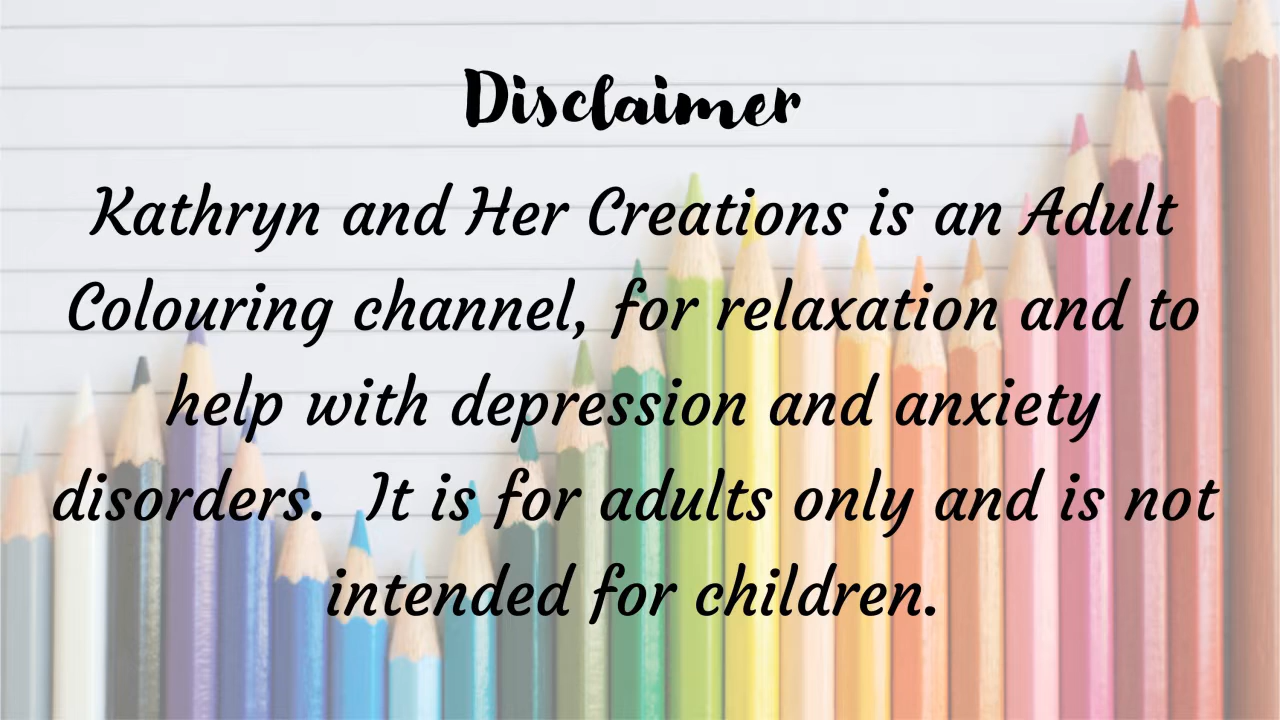 Disclaimer
Kathryn and Her Creations is an Adult
Colouring channel, for relaxation and to
help with depression and anxiety
disorders.  It is for adults only and is not
intended for children.